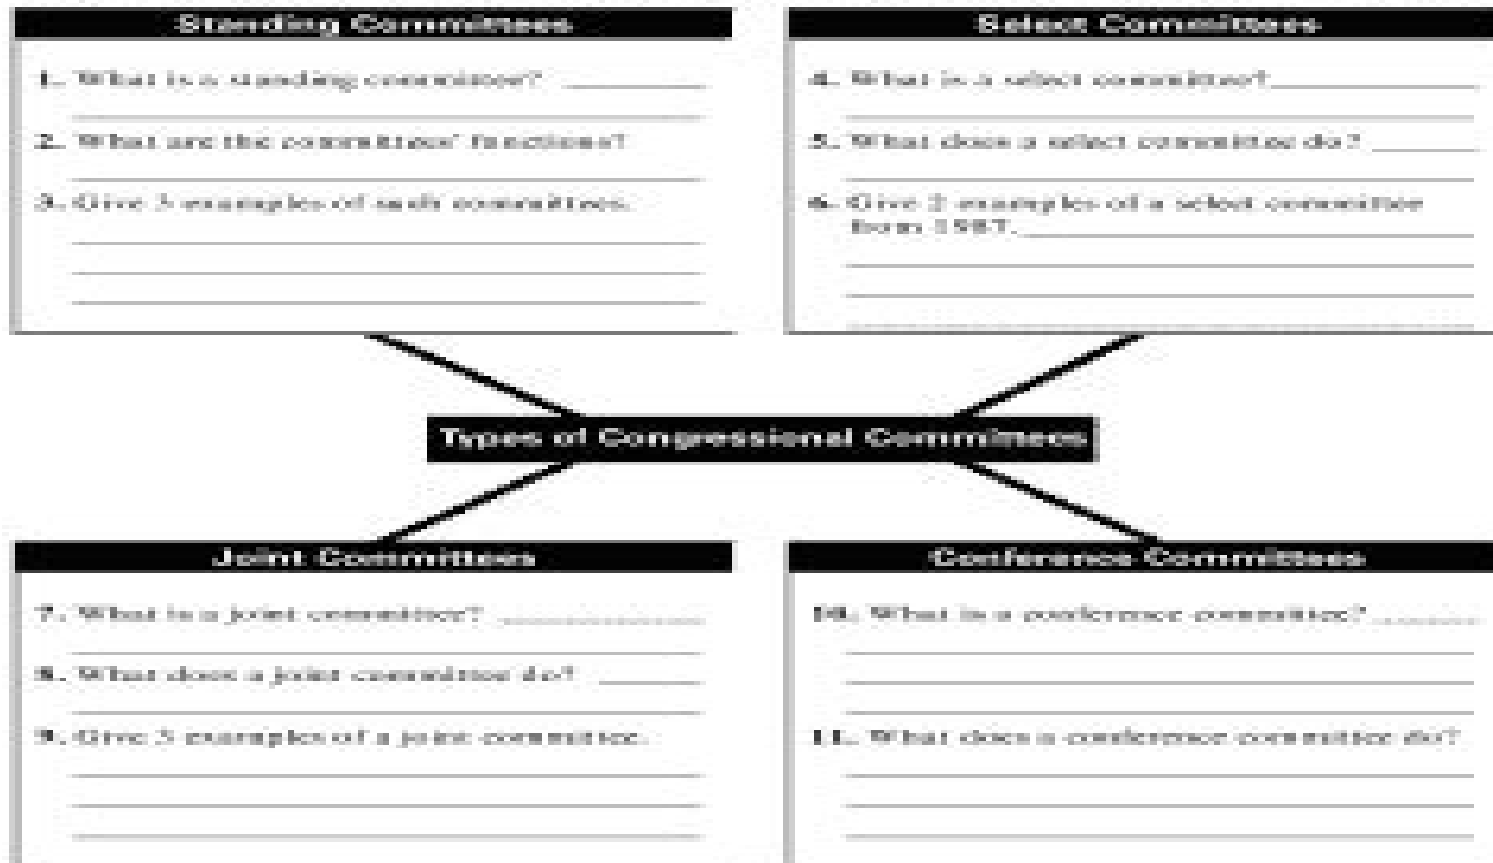 Standing Committees
1. What is a standing committee?
2. What are the committees' functions?
3. Give 3 examples of such committees.
Select Committees
4. What is a select committee?
5. What does a select committee do?
6. Give 2 examples of a select committee
from 1987.
Types of Congressional Committees
Joint Committees
7. What is a joint committee?
8. What does a joint committee do?
9. Give 3 examples of a joint committee.
Conference Committees
10. What is a conference committee?
11. What does a conference committee do?